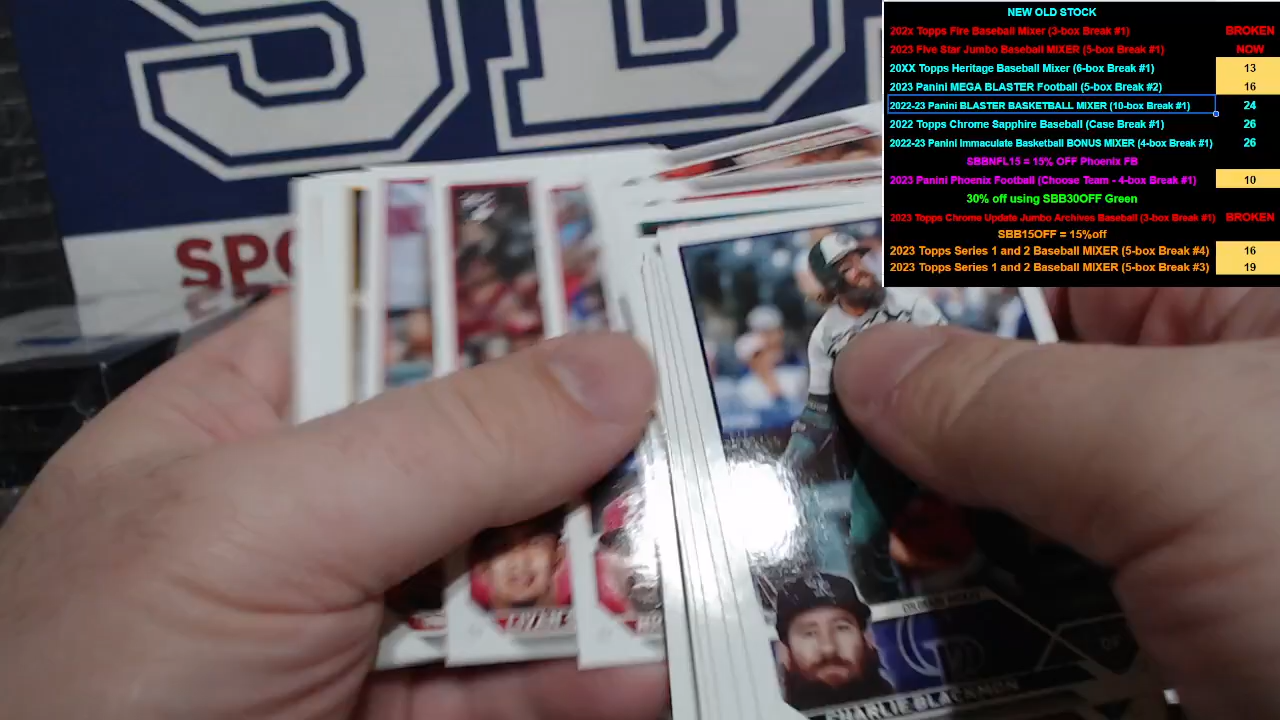 SB
SPO
NEW OLD STOCK
202x Topps Fire Baseball Mixer (3-box Break #1) BROKEN
2023 Five Star Jumbo Baseball MIXER (5-box Break #1) NOW
20XX Topps Heritage Baseball Mixer (6-box Break #1) 13
2023 Panini MEGA BLASTER Football (5-box Break #2) 16
2022-23 Panini BLASTER BASKETBALL MIXER (10-box Break #1) 24
2022 Topps Chrome Sapphire Baseball (Case Break #1) 26
2022-23 Panini Immaculate Basketball BONUS MIXER (4-box Break #1) 26
SBBNFL15 = 15% OFF Phoenix FB
2023 Panini Phoenix Football (Choose Team - 4-box Break #1) 10
30% off using SBB30OFF Green
2023 Topps Chrome Update Jumbo Archives Baseball (3-box Break #1) BROKEN
SBB15OFF = 15%off
2023 Topps Series 1 and 2 Baseball MIXER (5-box Break #4) 16
2023 Topps Series 1 and 2 Baseball MIXER (5-box Break #3) 19
OF
CHARLIE BLACKMON